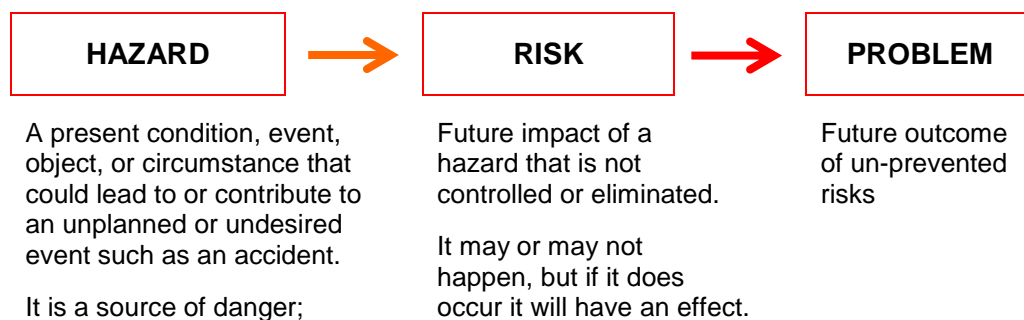 HAZARD
RISK
PROBLEM
A present condition, event,
object, or circumstance that
could lead to or contribute to
an unplanned or undesired
event such as an accident.
It is a source of danger;
Future impact of a
hazard that is not
controlled or eliminated.
It may or may not
happen, but if it does
occur it will have an effect.
Future outcome
of un-prevented
risks